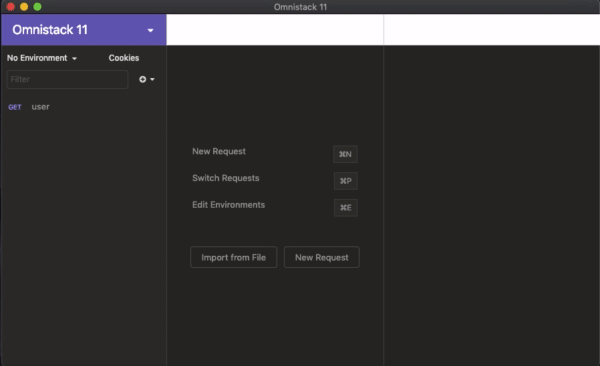 Omnistack 11
Omnistack 11
No Environment
Cookies
Filter
GET user
New Request ⌘N
Switch Requests ⌘P
Edit Environments ⌘E
Import from File
New Request